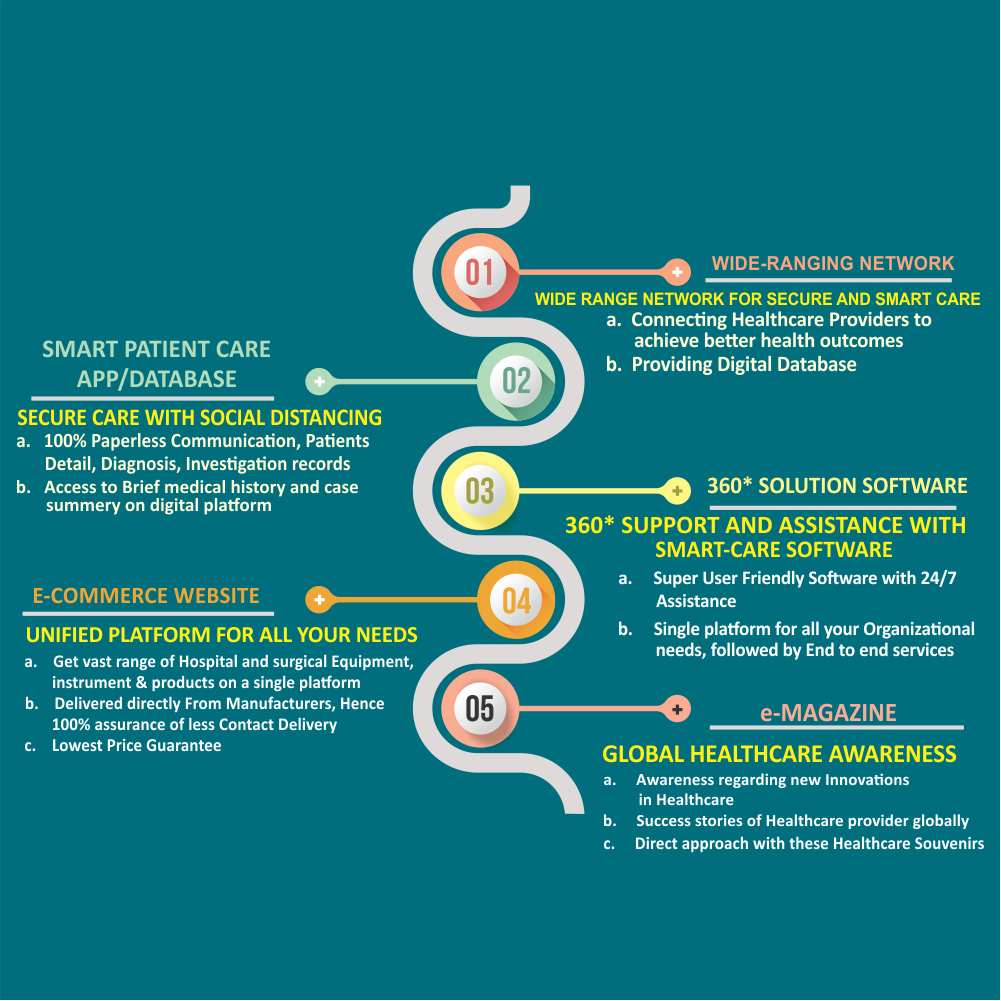 01
WIDE-RANGING NETWORK
WIDE RANGE NETWORK FOR SECURE AND SMART CARE
a. Connecting Healthcare Providers to
achieve better health outcomes
b. Providing Digital Database
02
SMART PATIENT CARE
APP/DATABASE
SECURE CARE WITH SOCIAL DISTANCING
a. 100% Paperless Communication, Patients
Detail, Diagnosis, Investigation records
b. Access to Brief medical history and case
summery on digital platform
03
360* SOLUTION SOFTWARE
360* SUPPORT AND ASSISTANCE WITH
SMART-CARE SOFTWARE
a. Super User Friendly Software with 24/7
Assistance
b. Single platform for all your Organizational
needs, followed by End to end services
04
E-COMMERCE WEBSITE
UNIFIED PLATFORM FOR ALL YOUR NEEDS
a. Get vast range of Hospital and surgical Equipment,
instrument & products on a single platform
b. Delivered directly From Manufacturers, Hence
100% assurance of less Contact Delivery
c. Lowest Price Guarantee
05
e-MAGAZINE
GLOBAL HEALTHCARE AWARENESS
a. Awareness regarding new Innovations
in Healthcare
b. Success stories of Healthcare provider globally
c. Direct approach with these Healthcare Souvenirs